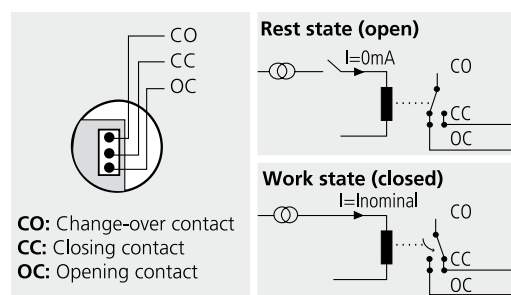 CO
CC
OC
CO: Change-over contact
CC: Closing contact
OC: Opening contact
Rest state (open)
I=0mA
CO
CC
OC
Work state (closed)
I=Inominal
CO
CC
OC